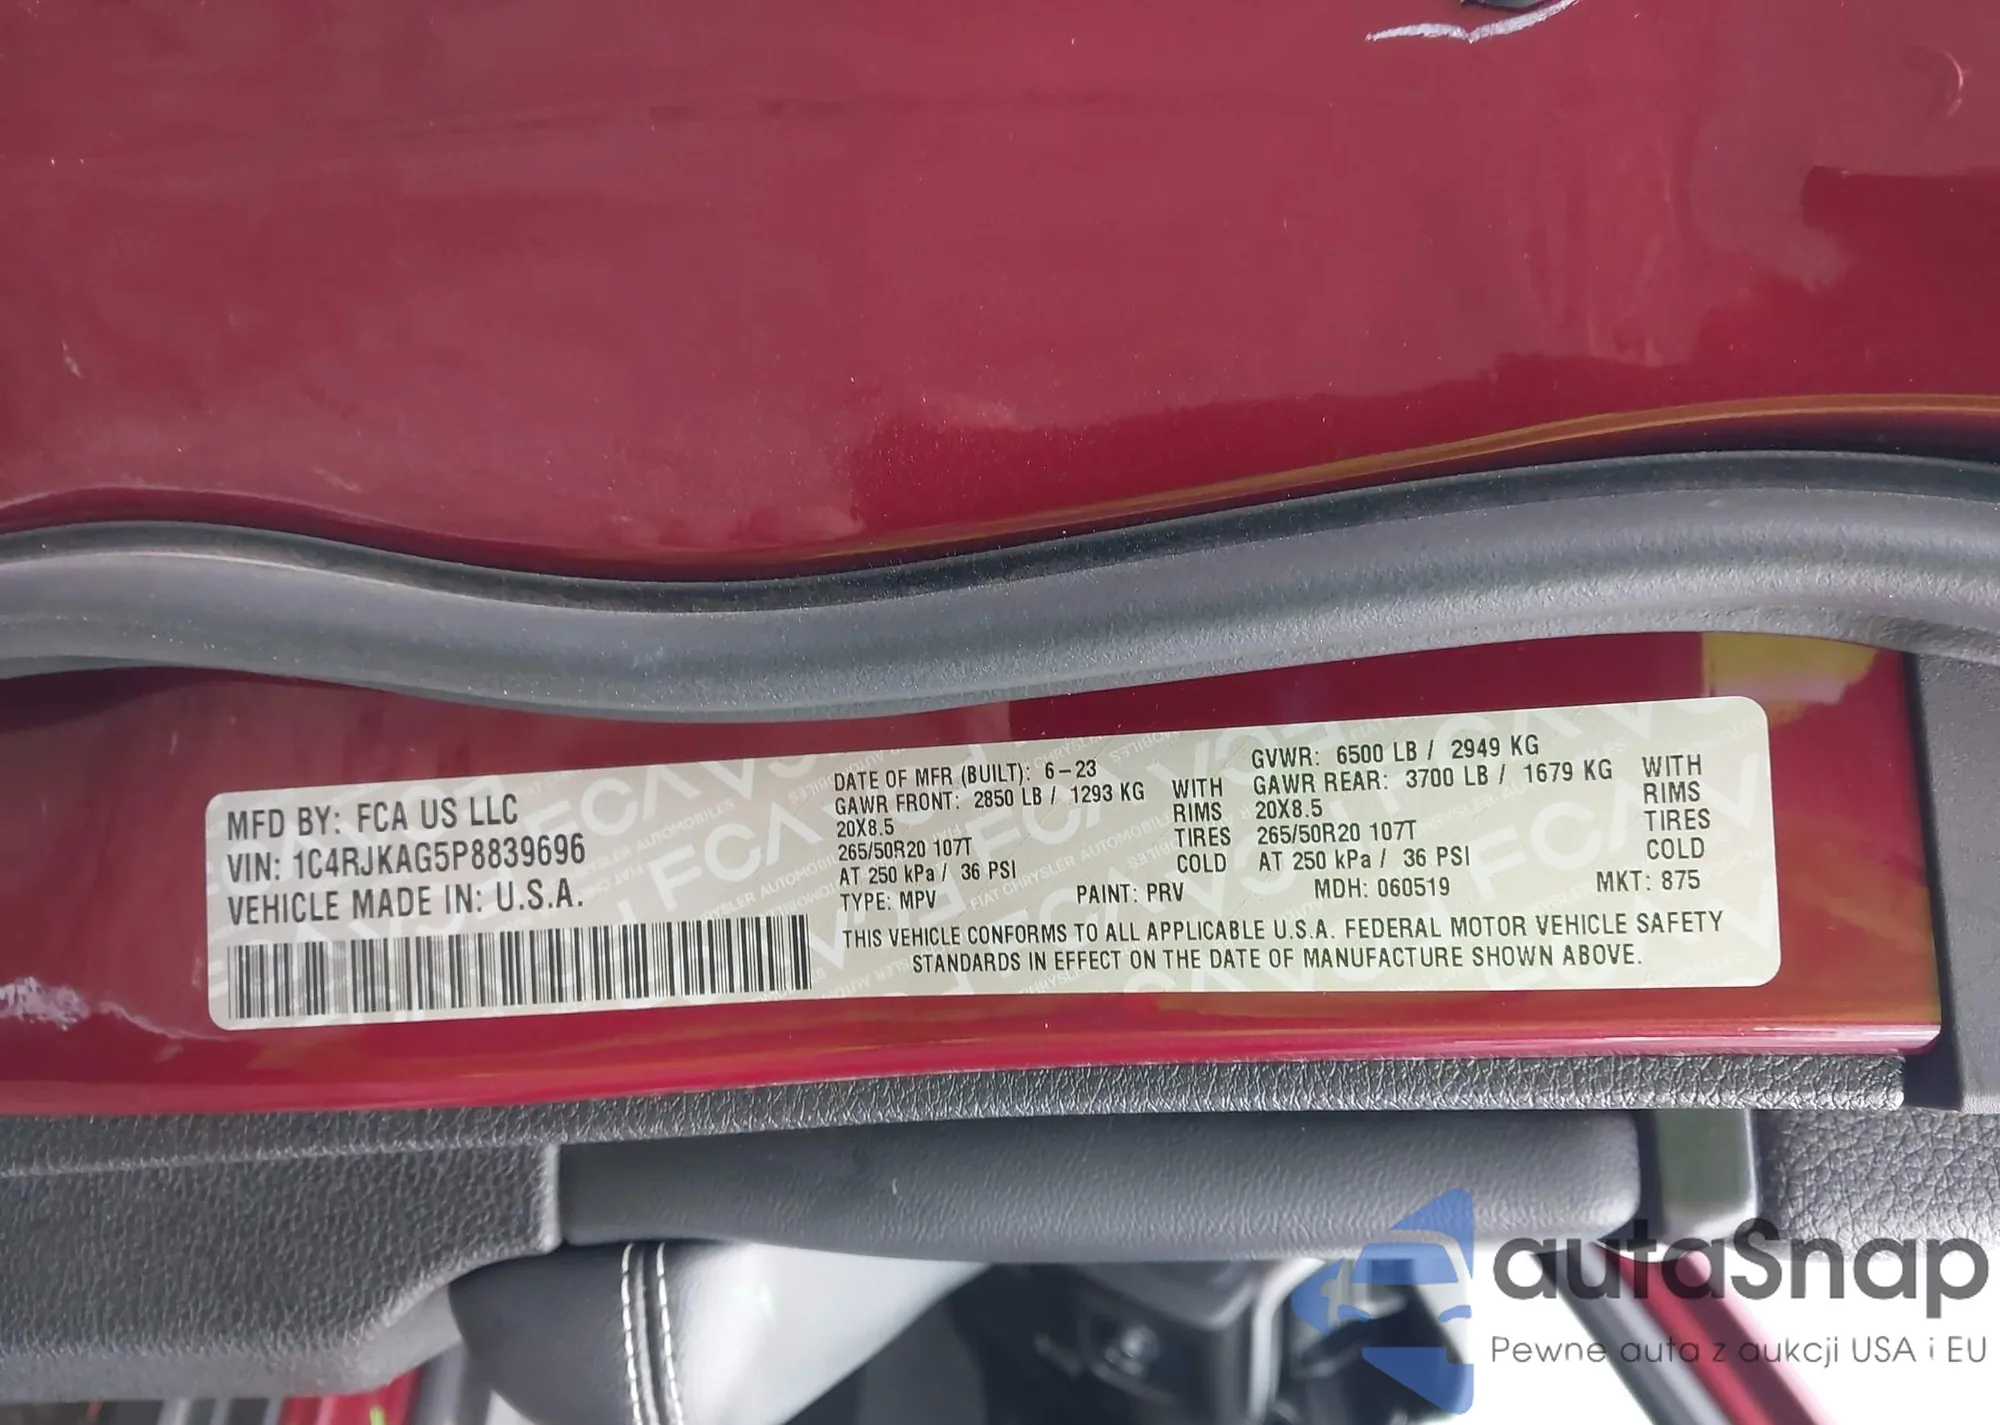 MFD BY: FCA US LLC
VIN: 1C4RJKAG5P8839696
VEHICLE MADE IN: U.S.A.
DATE OF MFR (BUILT): 6-23
GAWR FRONT: 2850 LB / 1293 KG WITH
20X8.5 RIMS
265/50R20 107T TIRES
AT 250 kPa / 36 PSI COLD
GVWR: 6500 LB / 2949 KG
GAWR REAR: 3700 LB / 1679 KG WITH
20X8.5 RIMS
265/50R20 107T TIRES
AT 250 kPa / 36 PSI COLD
TYPE: MPV PAINT: PRV MDH: 060519 MKT: 875
THIS VEHICLE CONFORMS TO ALL APPLICABLE U.S.A. FEDERAL MOTOR VEHICLE SAFETY
STANDARDS IN EFFECT ON THE DATE OF MANUFACTURE SHOWN ABOVE.
autaSnap
Pewne auta z aukcji USA i EU